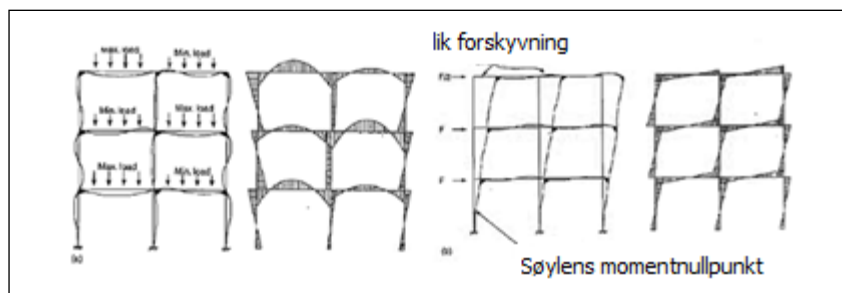 lik forskyvning
Max. load
Min. load
Min. load
Max. load
Max. load
Min. load
F
F
Søylens momentnullpunkt